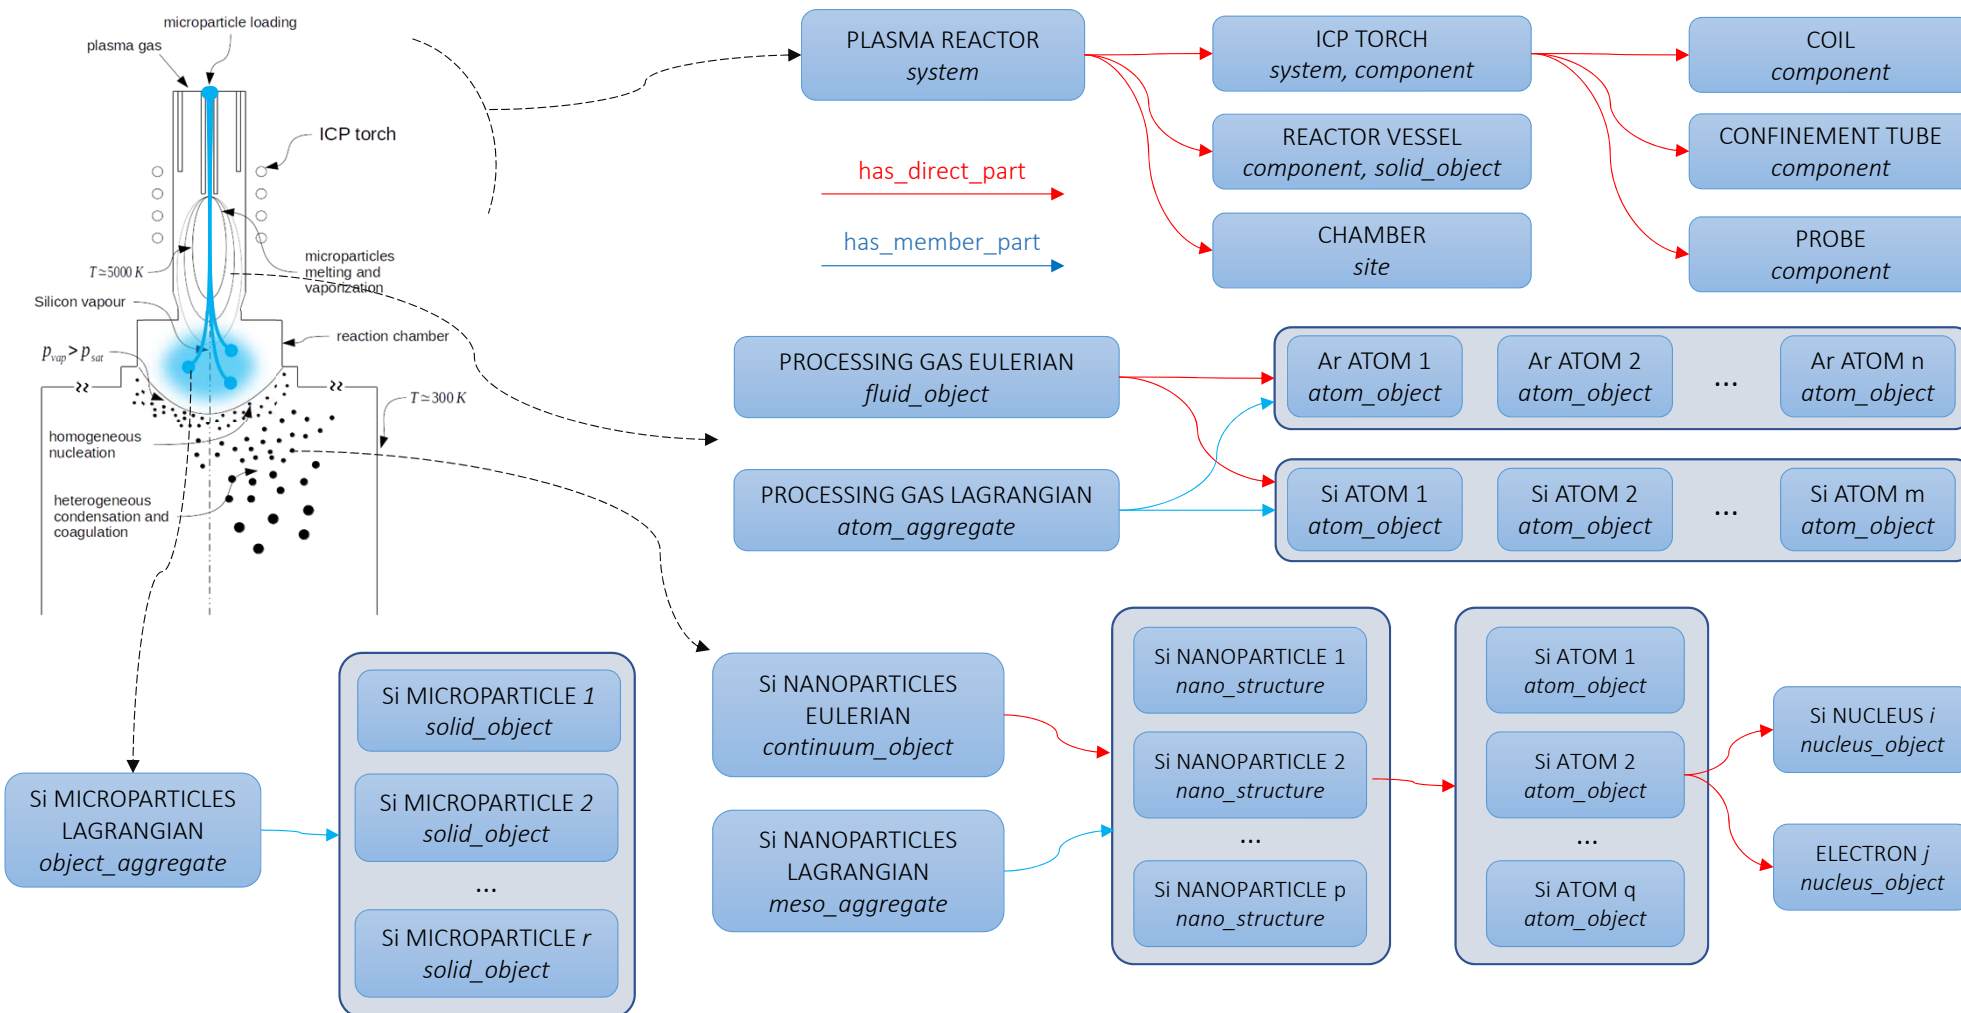 microparticle loading
plasma gas
ICP torch
T≃5000 K
microparticles
melting and
vaporization
Silicon vapour
reaction chamber
pvap > psat
T≃300 K
homogeneous
nucleation
heterogeneous
condensation and
coagulation
PLASMA REACTOR
system
ICP TORCH
system, component
COIL
component
REACTOR VESSEL
component, solid_object
CONFINEMENT TUBE
component
has_direct_part
has_member_part
CHAMBER
site
PROBE
component
PROCESSING GAS EULERIAN
fluid_object
Ar ATOM 1
atom_object
Ar ATOM 2
atom_object
...
Ar ATOM n
atom_object
PROCESSING GAS LAGRANGIAN
atom_aggregate
Si ATOM 1
atom_object
Si ATOM 2
atom_object
...
Si ATOM m
atom_object
Si MICROPARTICLES
LAGRANGIAN
object_aggregate
Si MICROPARTICLE 1
solid_object
Si MICROPARTICLE 2
solid_object
...
Si MICROPARTICLE r
solid_object
Si NANOPARTICLES
EULERIAN
continuum_object
Si NANOPARTICLES
LAGRANGIAN
meso_aggregate
Si NANOPARTICLE 1
nano_structure
Si NANOPARTICLE 2
nano_structure
...
Si NANOPARTICLE p
nano_structure
Si ATOM 1
atom_object
Si ATOM 2
atom_object
...
Si ATOM q
atom_object
Si NUCLEUS i
nucleus_object
ELECTRON j
nucleus_object